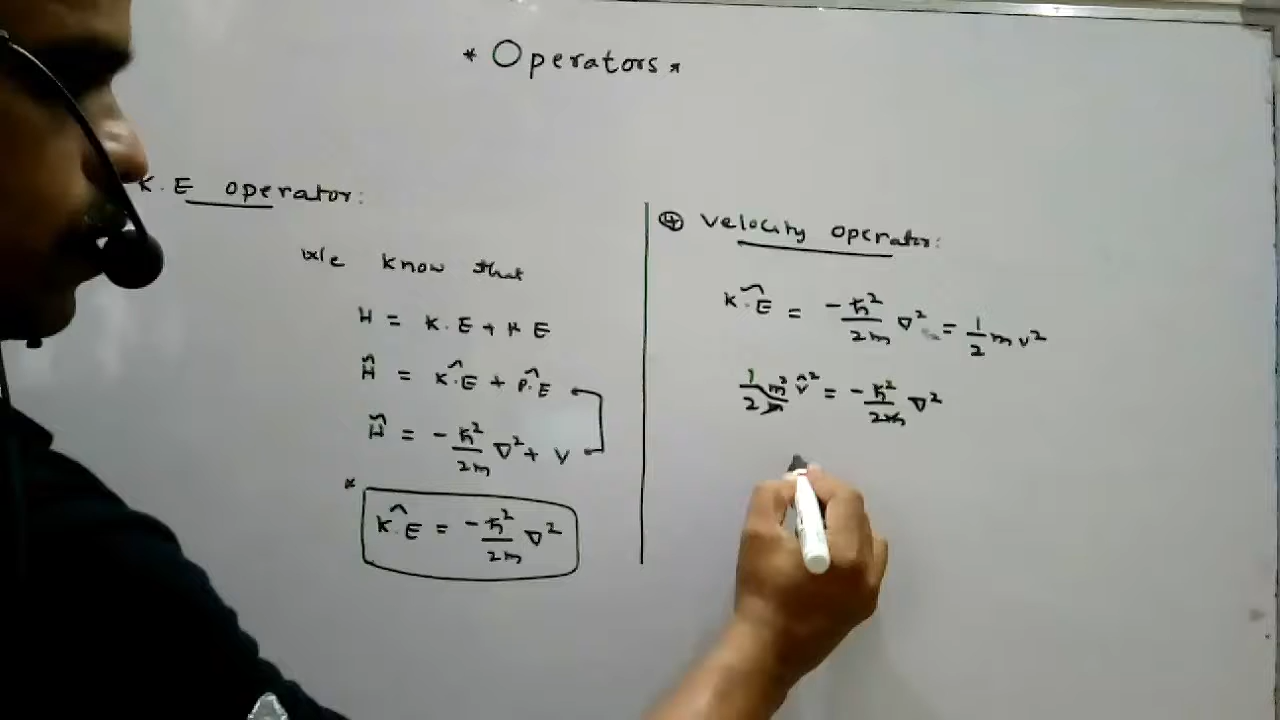 * Operators *
K.E operator:
We know that
H = K.E + P.E
Ĥ = K.Ê + P.Ê
Ĥ = -ℏ²/2m ∇² + V
* K.Ê = -ℏ²/2m ∇²
④ Velocity operator:
K.Ê = -ℏ²/2m ∇² = 1/2 m v²
1/2 m²/m v̂² = -ℏ²/2m ∇²